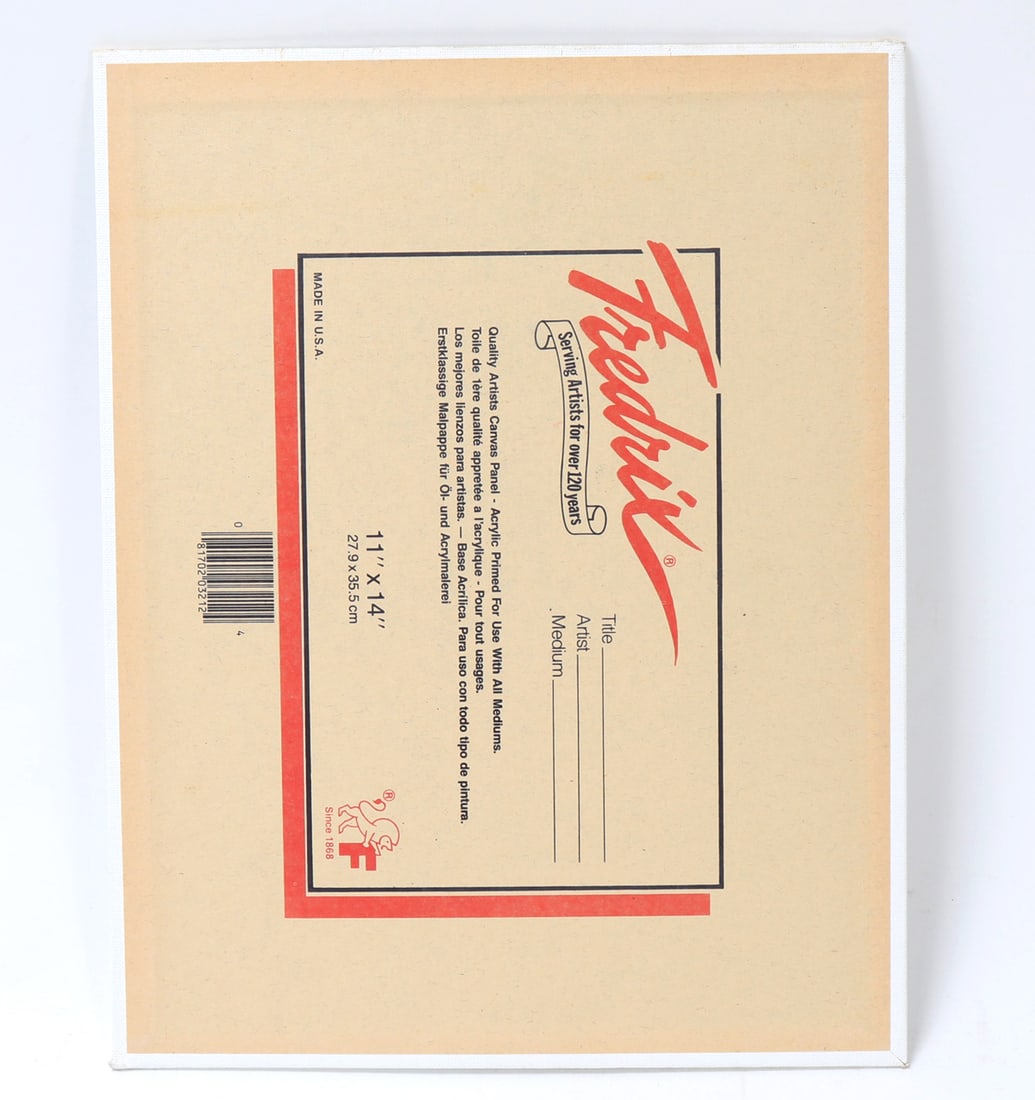 Fredrix®
Serving Artists for over 120 years
Title
Artist
Medium
Quality Artists Canvas Panel - Acrylic Primed For Use With All Mediums.
Toile de 1ère qualité appretée a l'acrylique - Pour tout usages.
Los mejores lienzos para artistas. — Base Acrilica. Para uso con todo tipo de pintura.
Erstklassige Malpappe für Öl- und Acrylmalerei
11" x 14"
27.9 x 35.5 cm
®
F
Since 1868
MADE IN U.S.A.
0 81702 03212 4